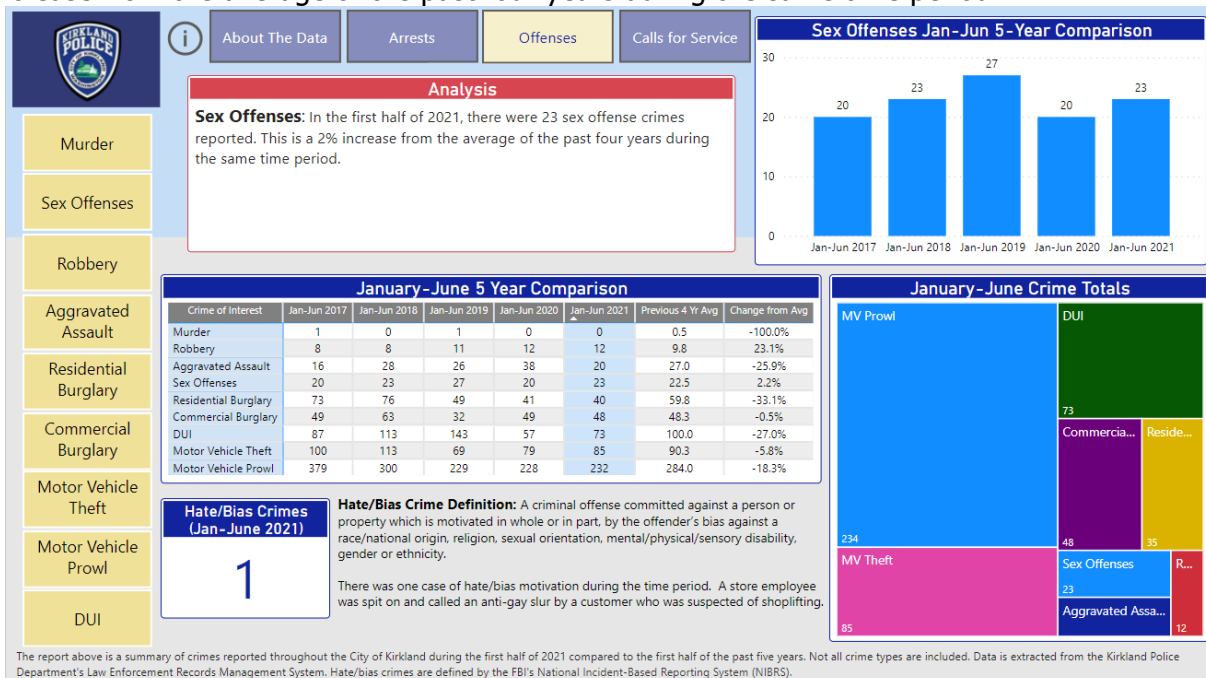 KIRKLAND
POLICE
i
About The Data
Arrests
Offenses
Calls for Service
Murder
Sex Offenses
Robbery
Aggravated
Assault
Residential
Burglary
Commercial
Burglary
Motor Vehicle
Theft
Motor Vehicle
Prowl
DUI
Analysis
Sex Offenses: In the first half of 2021, there were 23 sex offense crimes
reported. This is a 2% increase from the average of the past four years during
the same time period.
Sex Offenses Jan-Jun 5-Year Comparison
30
20
10
0
20
23
27
20
23
Jan-Jun 2017 Jan-Jun 2018 Jan-Jun 2019 Jan-Jun 2020 Jan-Jun 2021
January-June 5 Year Comparison
Crime of Interest Jan-Jun 2017 Jan-Jun 2018 Jan-Jun 2019 Jan-Jun 2020 Jan-Jun 2021 Previous 4 Yr Avg Change from Avg
Murder 1 0 1 0 0 0.5 -100.0%
Robbery 8 8 11 12 12 9.8 23.1%
Aggravated Assault 16 28 26 38 20 27.0 -25.9%
Sex Offenses 20 23 27 20 23 22.5 2.2%
Residential Burglary 73 76 49 41 40 59.8 -33.1%
Commercial Burglary 49 63 32 49 48 48.3 -0.5%
DUI 87 113 143 57 73 100.0 -27.0%
Motor Vehicle Theft 100 113 69 79 85 90.3 -5.8%
Motor Vehicle Prowl 379 300 229 228 232 284.0 -18.3%
January-June Crime Totals
MV Prowl
234
MV Theft
85
DUI
73
Commercia...
48
Reside...
35
Sex Offenses
23
Aggravated Assa...
R...
12
Hate/Bias Crimes
(Jan-June 2021)
1
Hate/Bias Crime Definition: A criminal offense committed against a person or
property which is motivated in whole or in part, by the offender's bias against a
race/national origin, religion, sexual orientation, mental/physical/sensory disability,
gender or ethnicity.
There was one case of hate/bias motivation during the time period. A store employee
was spit on and called an anti-gay slur by a customer who was suspected of shoplifting.
The report above is a summary of crimes reported throughout the City of Kirkland during the first half of 2021 compared to the first half of the past five years. Not all crime types are included. Data is extracted from the Kirkland Police
Department's Law Enforcement Records Management System. Hate/bias crimes are defined by the FBI's National Incident-Based Reporting System (NIBRS).